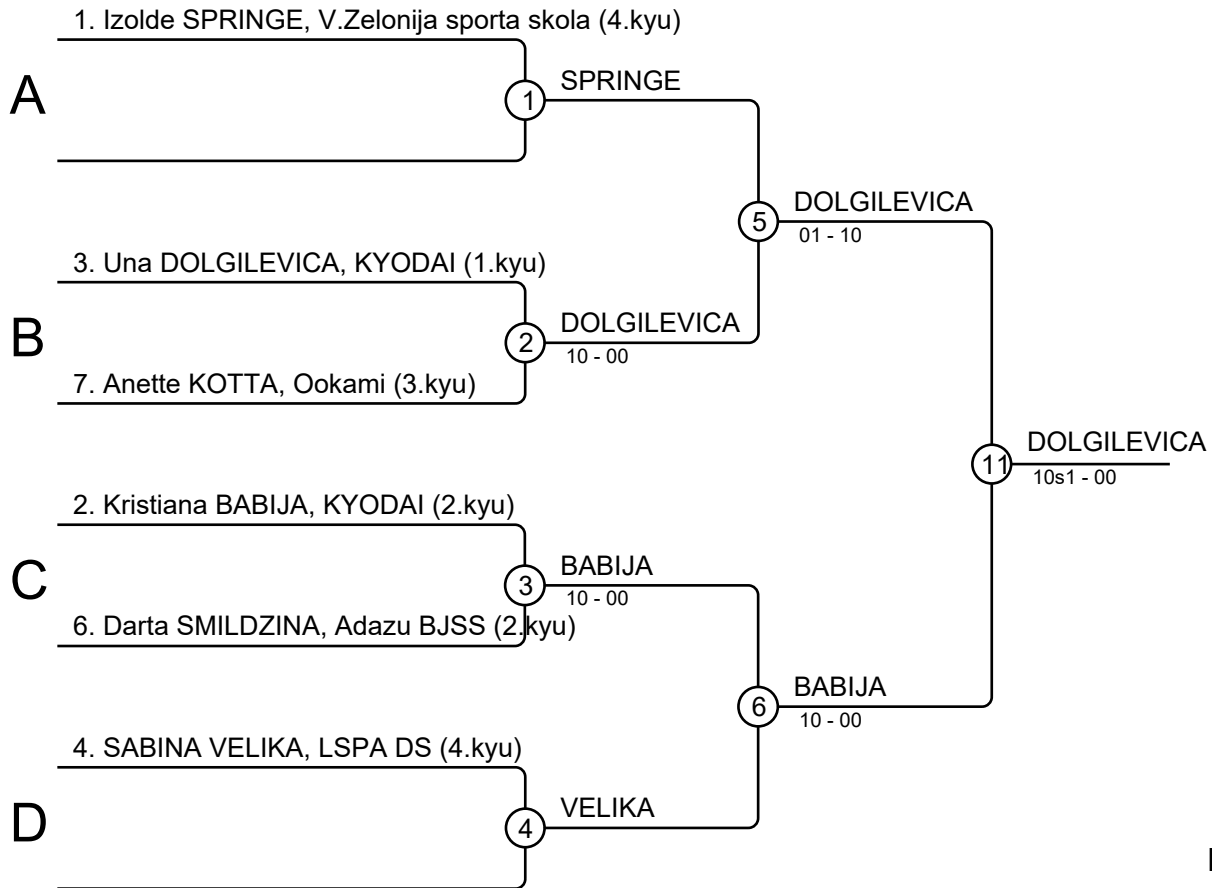 1. Izolde SPRINGE, V.Zelonija sporta skola (4.kyu)
A
1
SPRINGE
5
DOLGILEVICA
01 - 10
3. Una DOLGILEVICA, KYODAI (1.kyu)
B
2
DOLGILEVICA
10 - 00
7. Anette KOTTA, Ookami (3.kyu)
11
DOLGILEVICA
10s1 - 00
2. Kristiana BABIJA, KYODAI (2.kyu)
C
3
BABIJA
10 - 00
6. Darta SMILDZINA, Adazu BJSS (2.kyu)
6
BABIJA
10 - 00
4. SABINA VELIKA, LSPA DS (4.kyu)
D
4
VELIKA